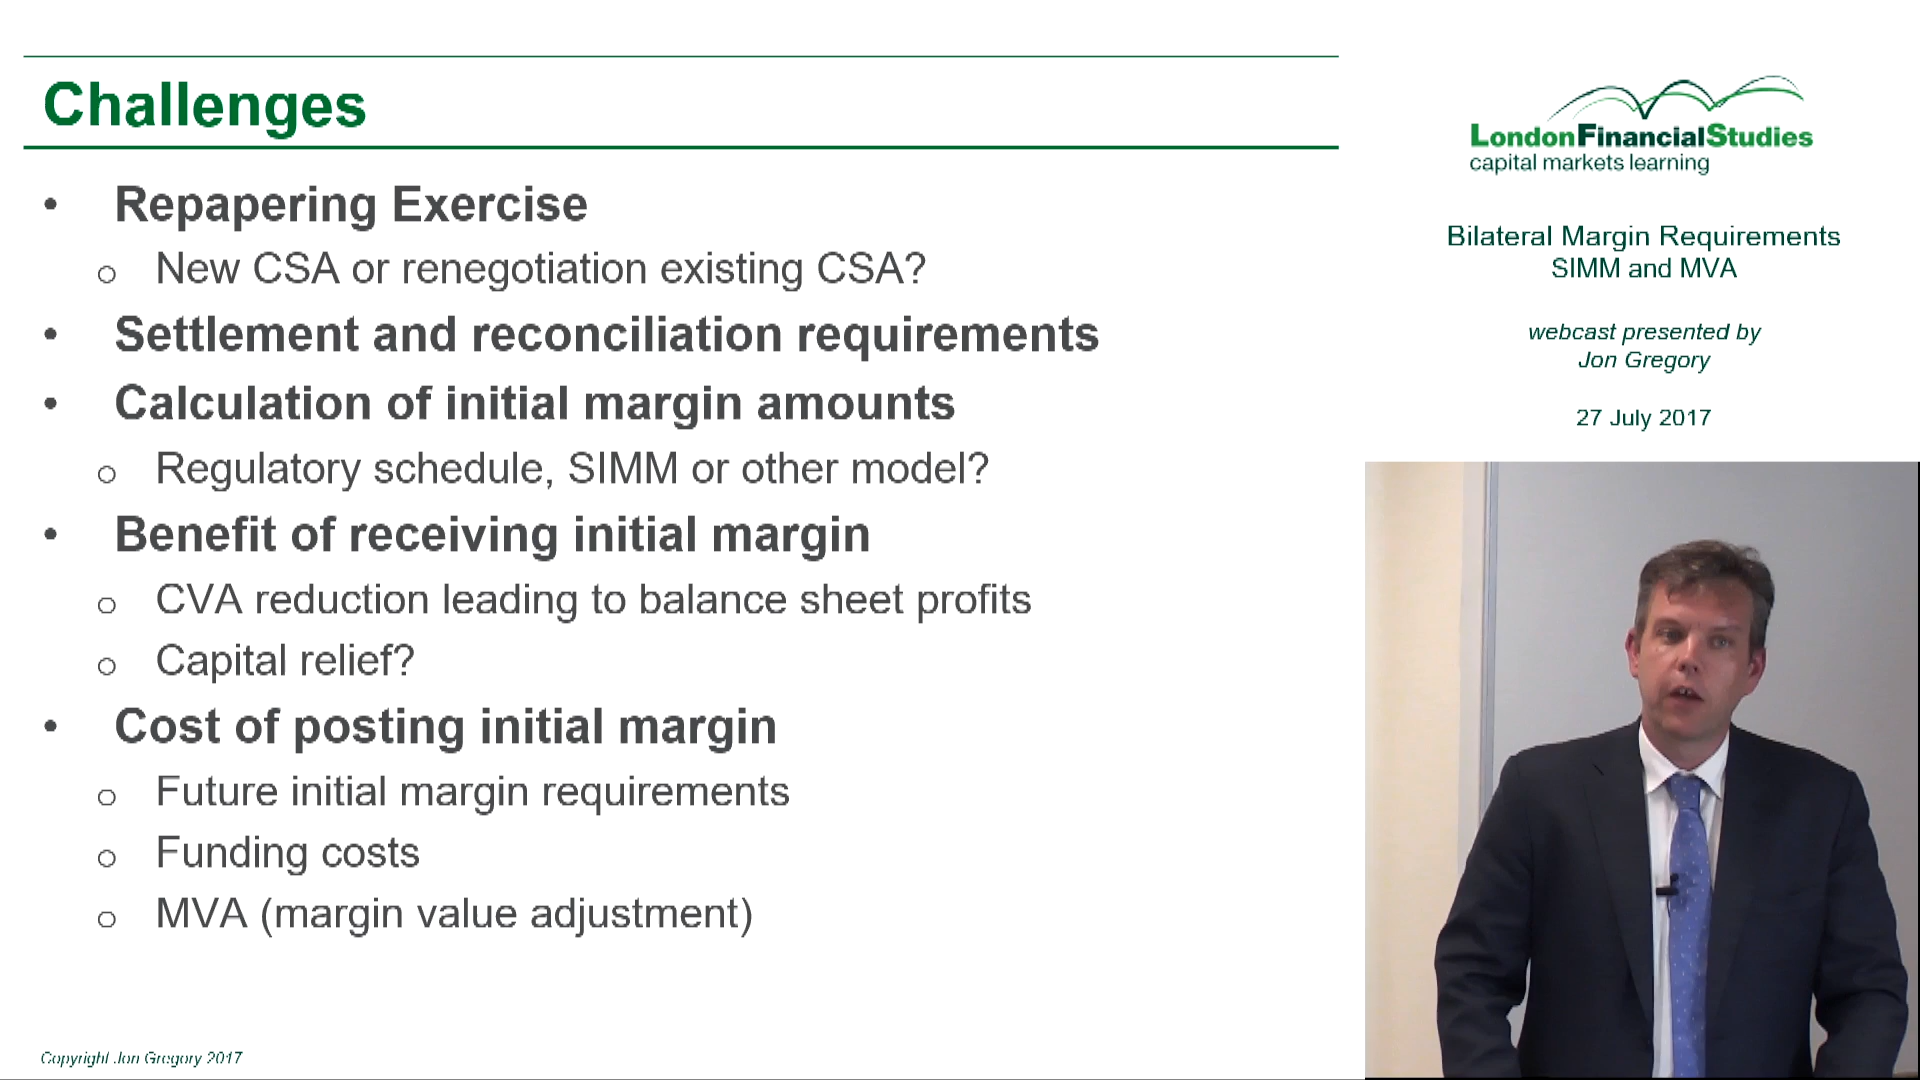 Challenges
• Repapering Exercise
o New CSA or renegotiation existing CSA?
• Settlement and reconciliation requirements
• Calculation of initial margin amounts
o Regulatory schedule, SIMM or other model?
• Benefit of receiving initial margin
o CVA reduction leading to balance sheet profits
o Capital relief?
• Cost of posting initial margin
o Future initial margin requirements
o Funding costs
o MVA (margin value adjustment)
Copyright Jon Gregory 2017
LondonFinancialStudies
capital markets learning
Bilateral Margin Requirements
SIMM and MVA
webcast presented by
Jon Gregory
27 July 2017